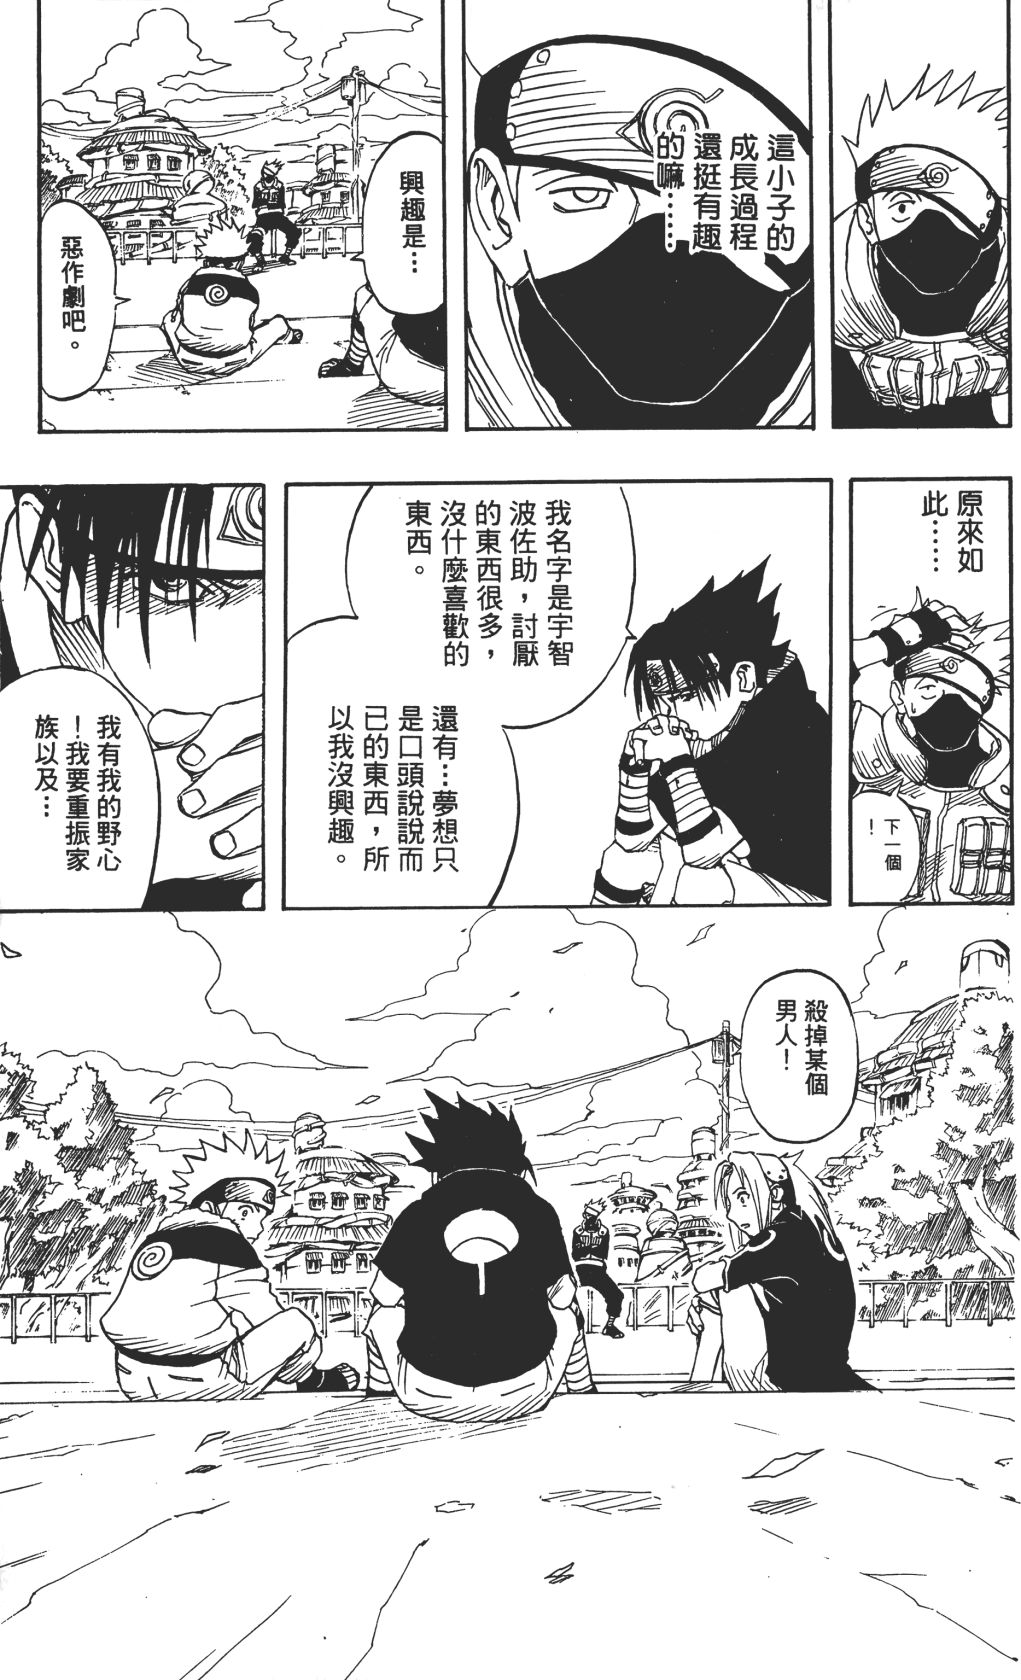 這小子的
成長過程
還挺有趣
的嘛……
興趣是…
惡作劇吧。
原來如
此……
下一個
！
我名字是宇智
波佐助，討厭
的東西很多，
沒什麼喜歡的
東西。
還有…夢想只
是口頭說說而
已的東西，所
以我沒興趣。
我有我的野心
！我要重振家
族以及…
殺掉某個
男人！